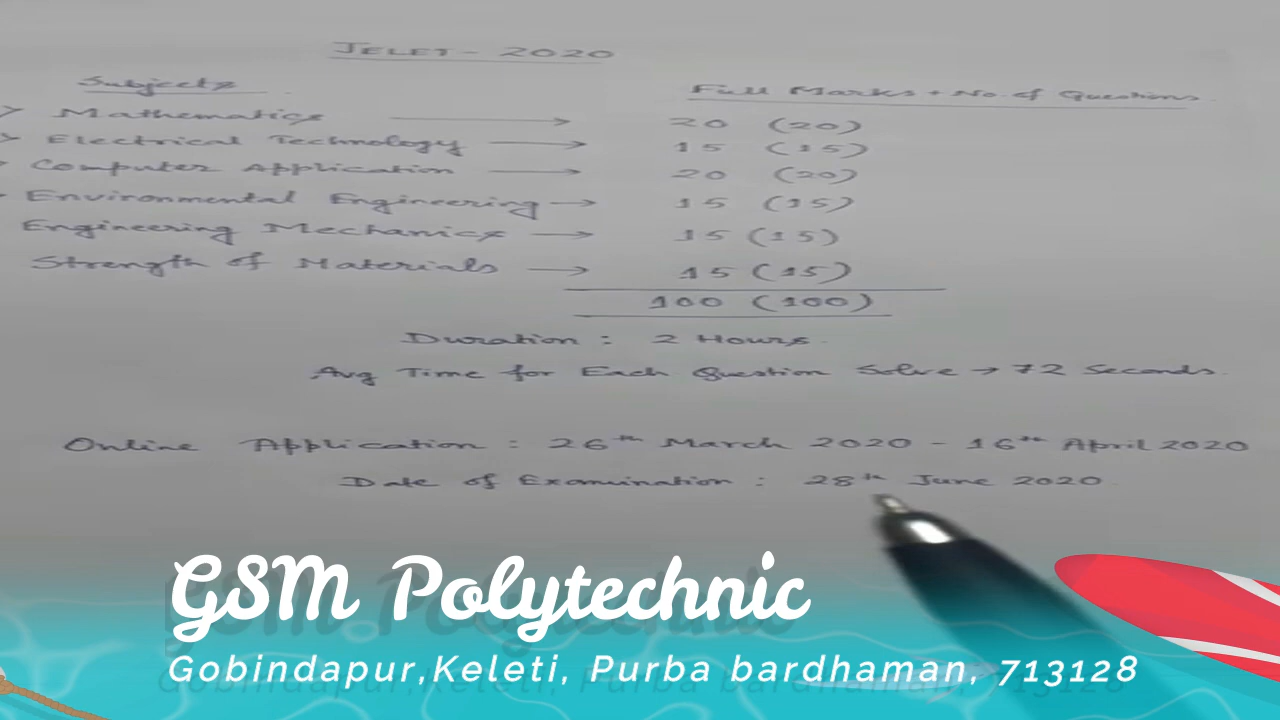 JELET - 2020
Subjects Full Marks + No. of Questions
Mathematics → 20 (20)
Electrical Technology → 15 (15)
Computer Application → 20 (20)
Environmental Engineering → 15 (15)
Engineering Mechanics → 15 (15)
Strength of Materials → 15 (15)
100 (100)
Duration : 2 Hours.
Avg Time for Each Question Solve → 72 Seconds.
Online Application : 26th March 2020 - 16th April 2020
Date of Examination : 28th June 2020.
GSM Polytechnic
Gobindapur,Keleti, Purba bardhaman, 713128